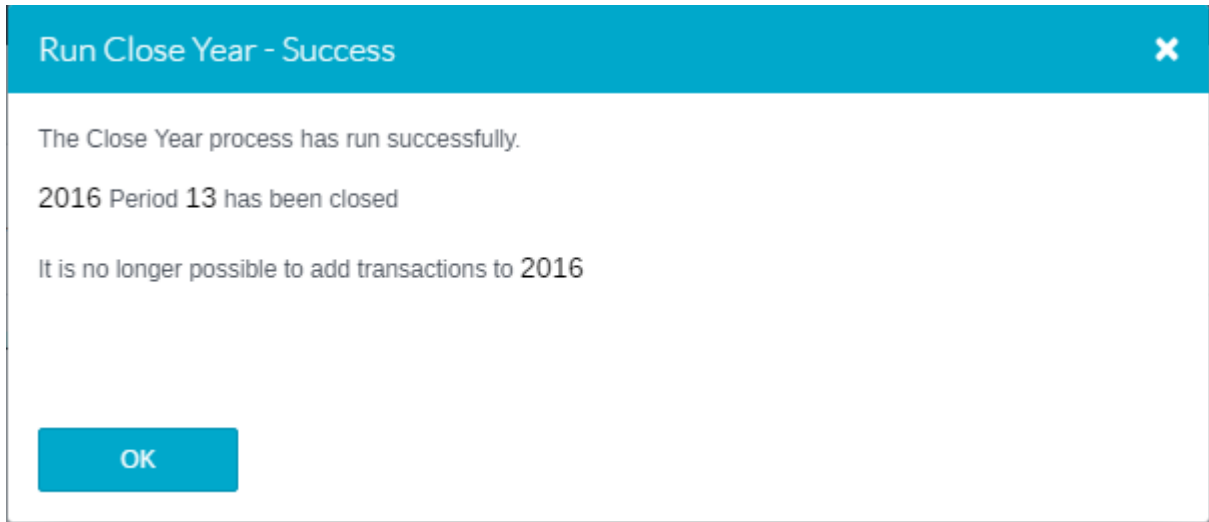 Run Close Year - Success
The Close Year process has run successfully.
2016 Period 13 has been closed
It is no longer possible to add transactions to 2016
OK